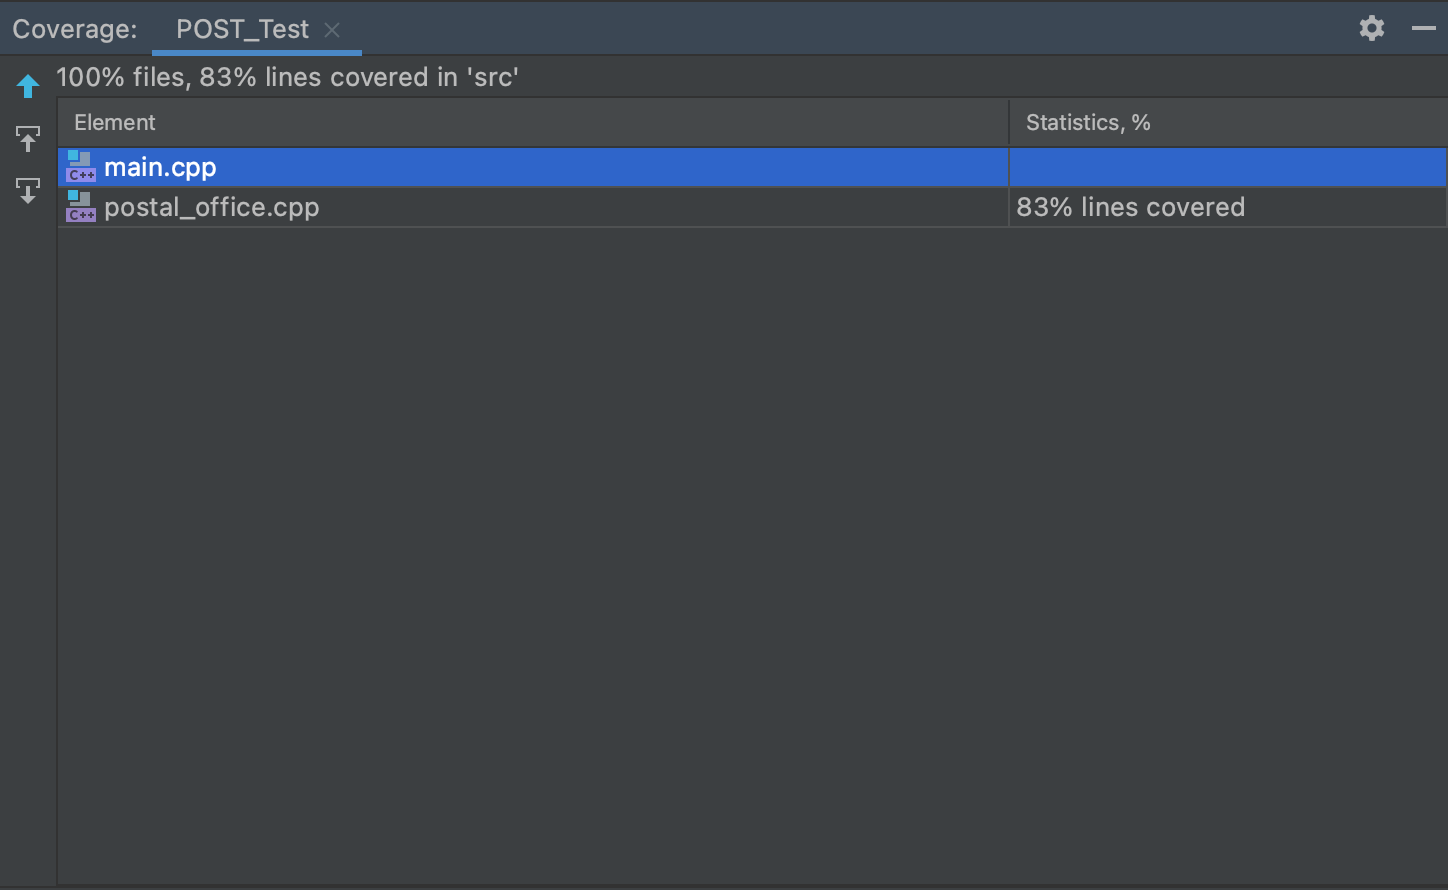 Coverage: POST_Test
100% files, 83% lines covered in 'src'
Element Statistics, %
C++ main.cpp
C++ postal_office.cpp 83% lines covered